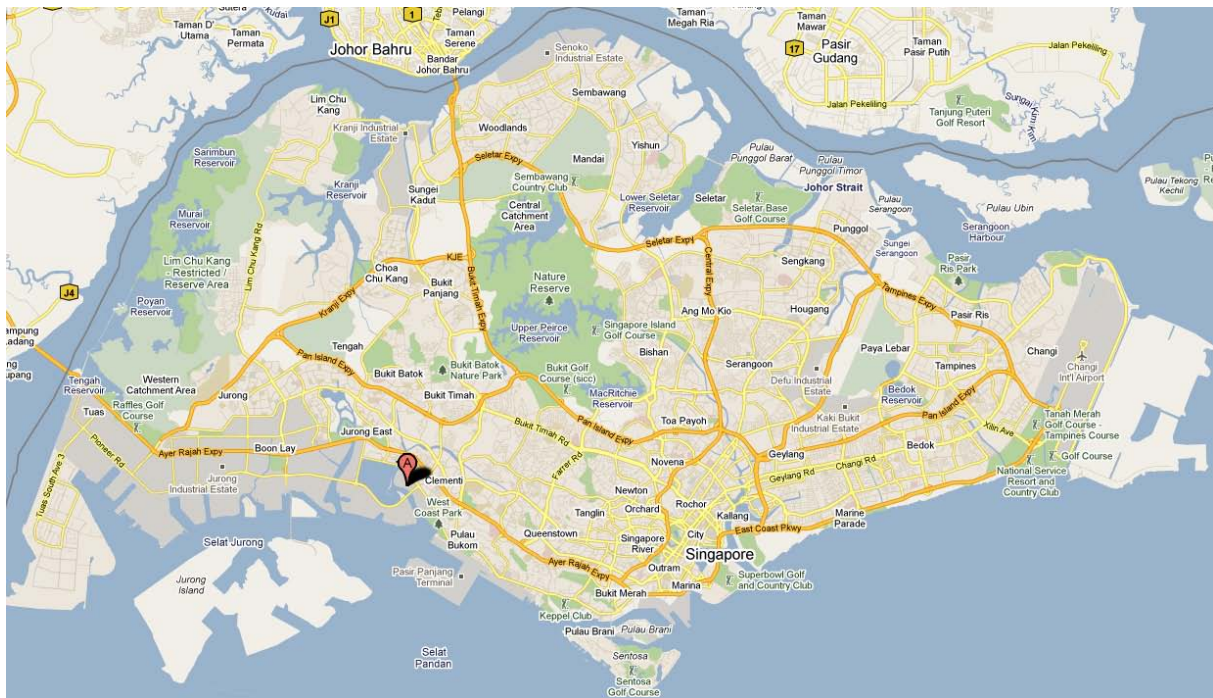 Sutera
Kudai
Taman D'
Utama
Taman
Permata
J1
1
Pelangi
Taman
Serene
Johor Bahru
Bandar
Johor Bahru
Senoko
Industrial Estate
Taman
Megah Ria
17
Taman
Mawar
Pasir
Gudang
Taman
Pasir Putih
Jalan Pekeliling
Jalan Pekeliling
Sungai Kim Kim
Tanjung Puteri
Golf Resort
Lim Chu
Kang
Kranji Industrial
Estate
Sembawang
Woodlands
Sarimbun
Reservoir
Seletar Expy
Mandai
Yishun
Pulau
Punggol Barat
Pulau
Punggol Timor
Johor Strait
Pulau Tekong
Kechil
Kranji
Reservoir
Sungei
Kadut
Sembawang
Country Club
Central
Catchment
Area
Lower Seletar
Reservoir
Seletar
Seletar Base
Golf Course
Pulau
Serangoon
Pulau Ubin
Murai
Reservoir
Lim Chu Kang Rd
Seletar Expy
Punggol
Serangoon
Harbour
Lim Chu Kang
- Restricted /
Reserve Area
KJE
Choa
Chu Kang
Bukit
Panjang
Bukit Timah Expy
Nature
Reserve
Central Expy
Sengkang
Sungei
Serangoon
Pasir
Ris Park
J4
Poyan
Reservoir
Kranji Expy
Tampines Expy
Upper Peirce
Reservoir
Singapore Island
Golf Course
Ang Mo Kio
Hougang
Pasir Ris
Tengah
Pan Island Expy
Bishan
Paya Lebar
Changi
Changi
Int'l Airport
Tengah
Reservoir
Western
Catchment Area
Bukit Batok
Bukit Batok
Nature Park
Bukit Golf
Course (sicc)
Serangoon
Defu Industrial
Estate
Tampines
Tuas
Raffles Golf
Course
Jurong
Bukit Timah
MacRitchie
Reservoir
Bedok
Reservoir
Pan Island Expy
Kaki Bukit
Industrial
Estate
Toa Payoh
Tanah Merah
Golf Course -
Tampines Course
Pioneer Rd
Ayer Rajah Expy
Boon Lay
Jurong East
Bukit Timah Rd
Pan Island Expy
Xilin Ave
Bedok
Golf Course
Farrer Rd
Novena
Geylang
Geylang Rd
Changi Rd
National Service
Resort and
Country Club
Tuas South Ave 3
Jurong
Industrial Estate
A
Clementi
Newton
Rochor
West
Coast Park
Tanglin
Orchard
Kallang
Marine
Parade
Selat Jurong
Pulau
Bukom
Queenstown
Singapore
River
City
East Coast Pkwy
Singapore
Jurong
Island
Pasir Panjang
Terminal
Ayer Rajah Expy
Outram
Marina
Superbowl Golf
and Country Club
Bukit Merah
Keppel Club
Pulau Brani
Pulau Brani
Selat
Pandan
Sentosa
Sentosa
Golf Course